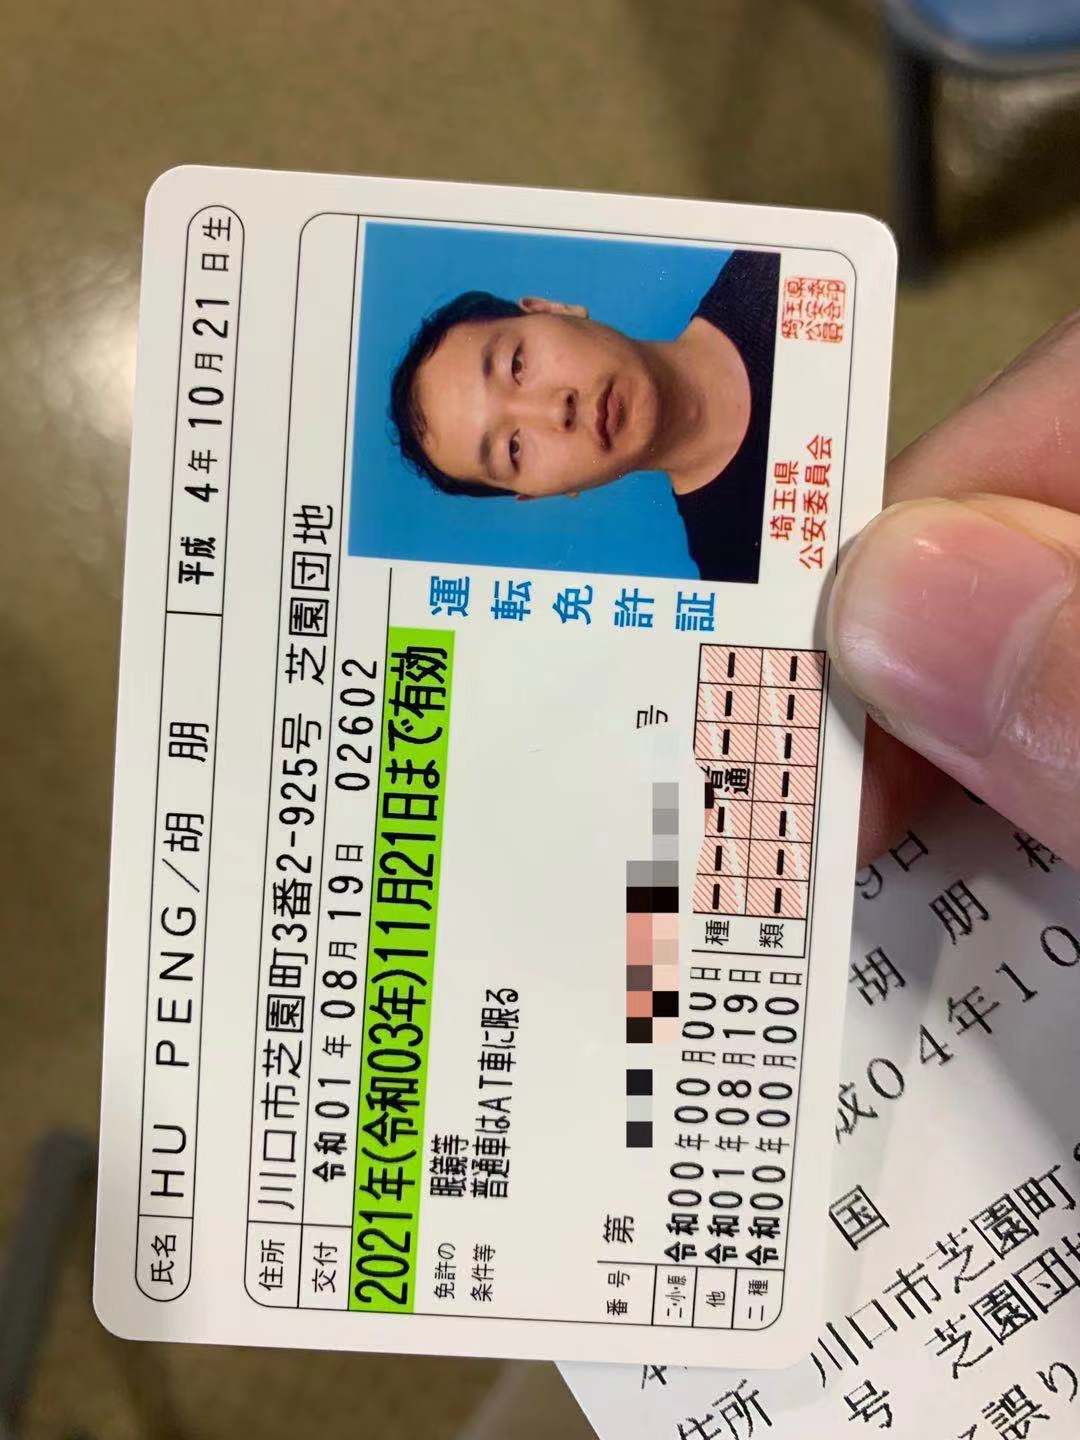 氏名 HU PENG/胡 朋 平成 4年10月21日生
住所 川口市芝園町3番2-925号 芝園団地
交付 令和01年08月19日 02602
2021年(令和03年)11月21日まで有効
免許の 眼鏡等
条件等 普通車はAT車に限る
運転免許証
番号 第 号
二・小・原 令和00年00月00日
他 令和01年08月19日
二種 令和00年00月00日
種類 普通
埼玉県
公安委員会
埼玉県公安委員会印
住所 川口市芝園町
号 芝園団地
国
成04年10
胡 朋
誤り